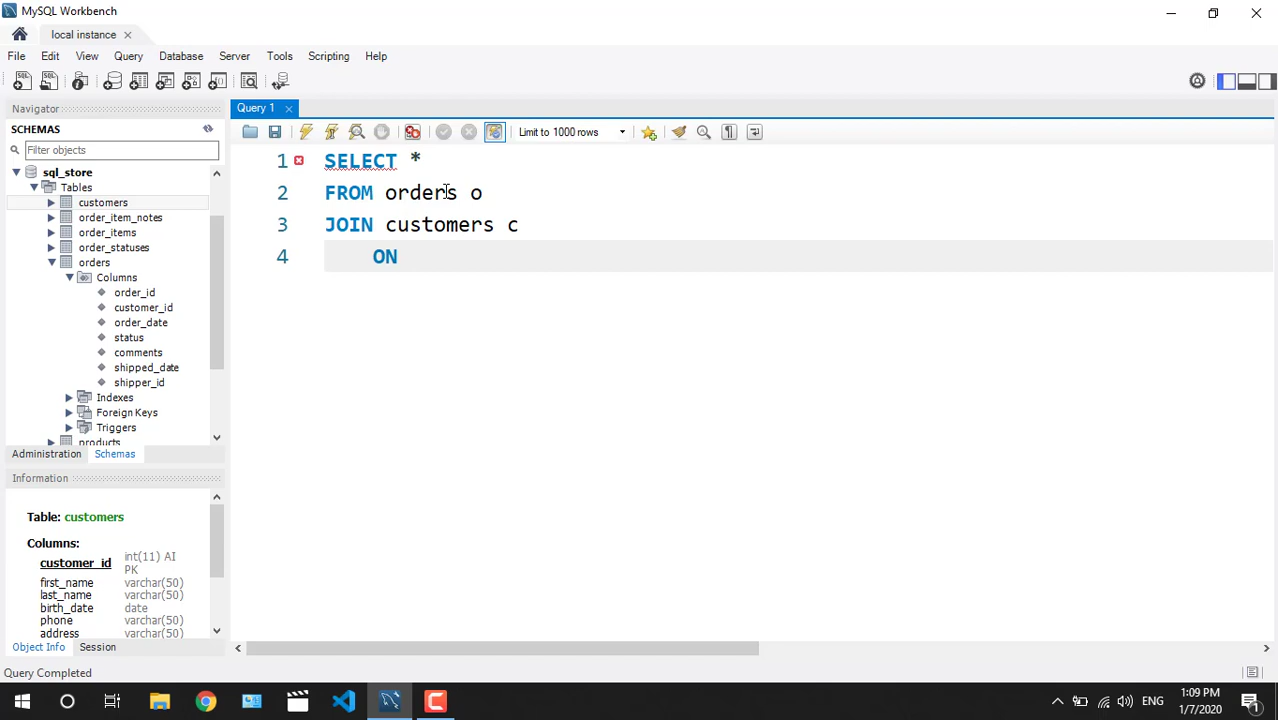 MySQL Workbench
local instance
File Edit View Query Database Server Tools Scripting Help
Navigator
Query 1
SCHEMAS
Limit to 1000 rows
Filter objects
sql_store
Tables
customers
order_item_notes
order_items
order_statuses
orders
Columns
order_id
customer_id
order_date
status
comments
shipped_date
shipper_id
Indexes
Foreign Keys
Triggers
products
1 SELECT *
2 FROM orders o
3 JOIN customers c
4 ON
Administration Schemas
Information
Table: customers
Columns:
customer_id int(11) AI
PK
first_name varchar(50)
last_name varchar(50)
birth_date date
phone varchar(50)
address varchar(50)
Object Info Session
Query Completed
ENG
1:09 PM
1/7/2020
1